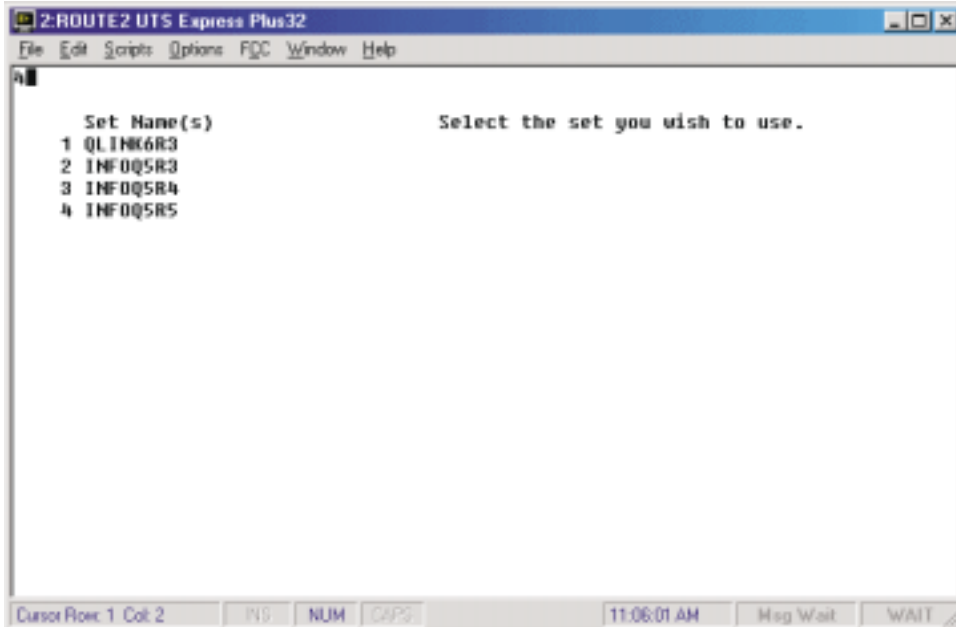 2:ROUTE2 UTS Express Plus32
File Edit Scripts Options FCC Window Help
4
Set Name(s) Select the set you wish to use.
1 QLINK6R3
2 INFOQ5R3
3 INFOQ5R4
4 INFOQ5R5
Cursor Row: 1 Col: 2 INS NUM CAPS 11:06:01 AM Msg Wait WAIT